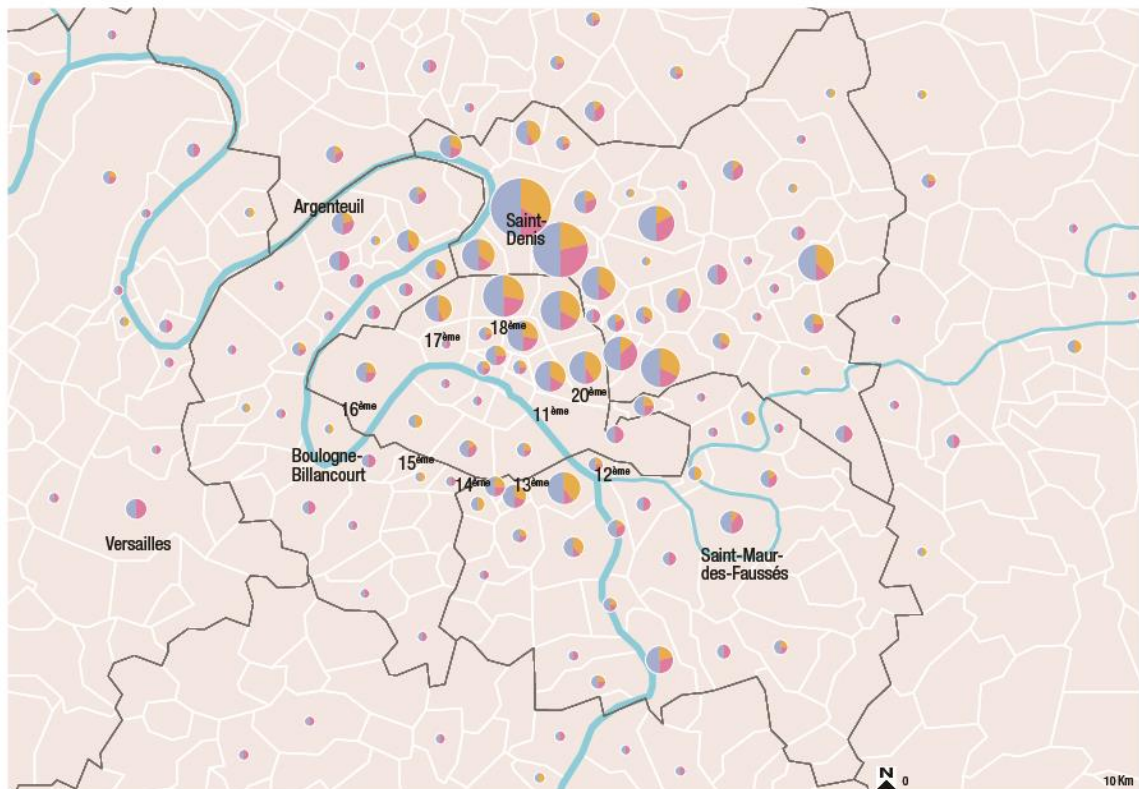 Argenteuil
Saint-
Denis
18ème
17ème
20ème
16ème
11ème
Boulogne-
Billancourt
15ème
14ème
13ème
12ème
Versailles
Saint-Maur-
des-Faussés
N
0
10 Km